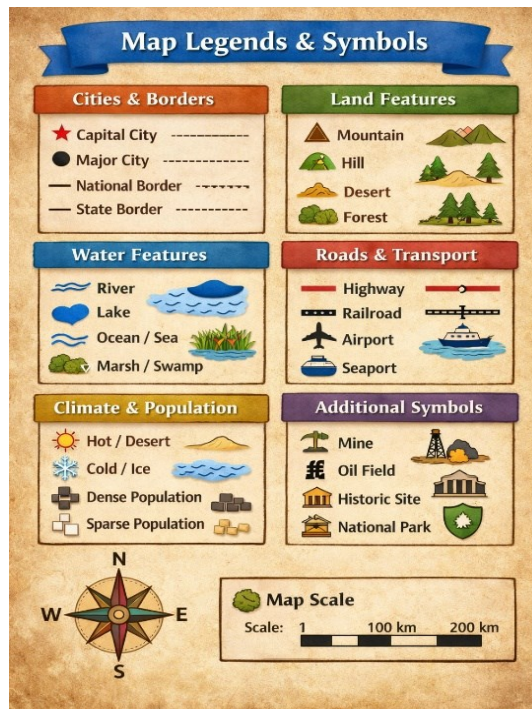 Map Legends & Symbols
Cities & Borders
Capital City
Major City
National Border
State Border
Land Features
Mountain
Hill
Desert
Forest
Water Features
River
Lake
Ocean / Sea
Marsh / Swamp
Roads & Transport
Highway
Railroad
Airport
Seaport
Climate & Population
Hot / Desert
Cold / Ice
Dense Population
Sparse Population
Additional Symbols
Mine
Oil Field
Historic Site
National Park
N
W E
S
Map Scale
Scale: 1 100 km 200 km